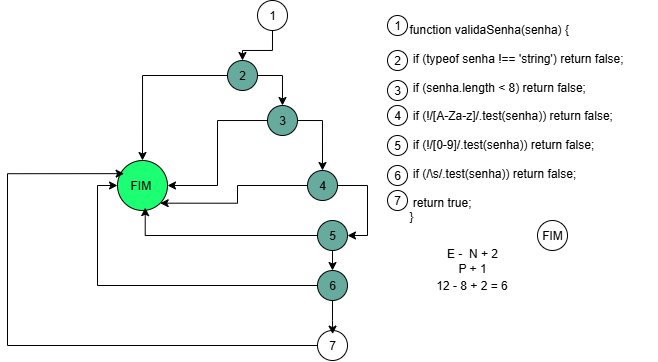 1
2
3
FIM
4
5
6
7
1 function validaSenha(senha) {
2 if (typeof senha !== 'string') return false;
3 if (senha.length < 8) return false;
4 if (!/[A-Za-z]/.test(senha)) return false;
5 if (!/[0-9]/.test(senha)) return false;
6 if (/\s/.test(senha)) return false;
7 return true;
}
FIM
E - N + 2
P + 1
12 - 8 + 2 = 6